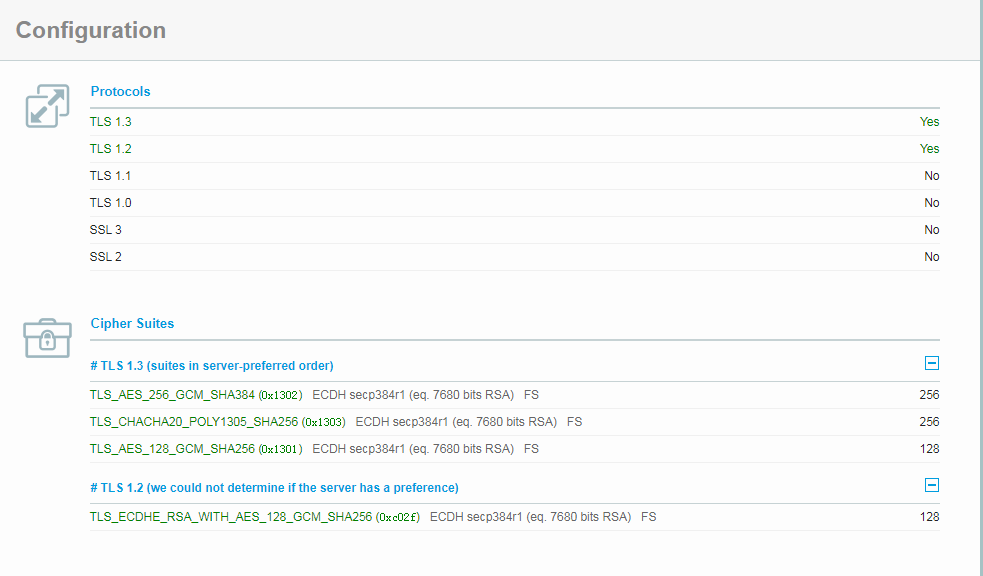 Configuration
Protocols
TLS 1.3 Yes
TLS 1.2 Yes
TLS 1.1 No
TLS 1.0 No
SSL 3 No
SSL 2 No
Cipher Suites
# TLS 1.3 (suites in server-preferred order)
TLS_AES_256_GCM_SHA384 (0x1302) ECDH secp384r1 (eq. 7680 bits RSA) FS 256
TLS_CHACHA20_POLY1305_SHA256 (0x1303) ECDH secp384r1 (eq. 7680 bits RSA) FS 256
TLS_AES_128_GCM_SHA256 (0x1301) ECDH secp384r1 (eq. 7680 bits RSA) FS 128
# TLS 1.2 (we could not determine if the server has a preference)
TLS_ECDHE_RSA_WITH_AES_128_GCM_SHA256 (0xc02f) ECDH secp384r1 (eq. 7680 bits RSA) FS 128